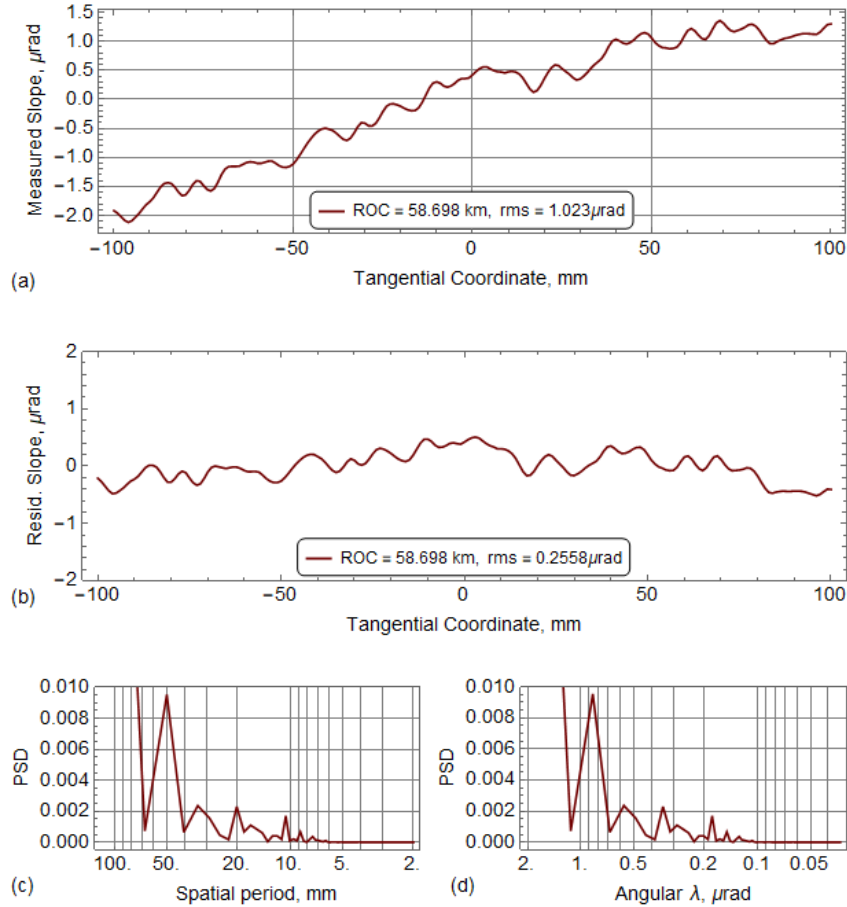 1.5
1.0
0.5
0.0
−0.5
−1.0
−1.5
−2.0
Measured Slope, μrad
ROC = 58.698 km, rms = 1.023μrad
−100 −50 0 50 100
(a)
Tangential Coordinate, mm
2
1
0
−1
−2
Resid. Slope, μrad
ROC = 58.698 km, rms = 0.2558μrad
−100 −50 0 50 100
(b)
Tangential Coordinate, mm
0.010
0.008
0.006
0.004
0.002
0.000
PSD
100. 50. 20. 10. 5. 2.
(c)
Spatial period, mm
0.010
0.008
0.006
0.004
0.002
0.000
PSD
2. 1. 0.5 0.2 0.1 0.05
(d)
Angular λ, μrad